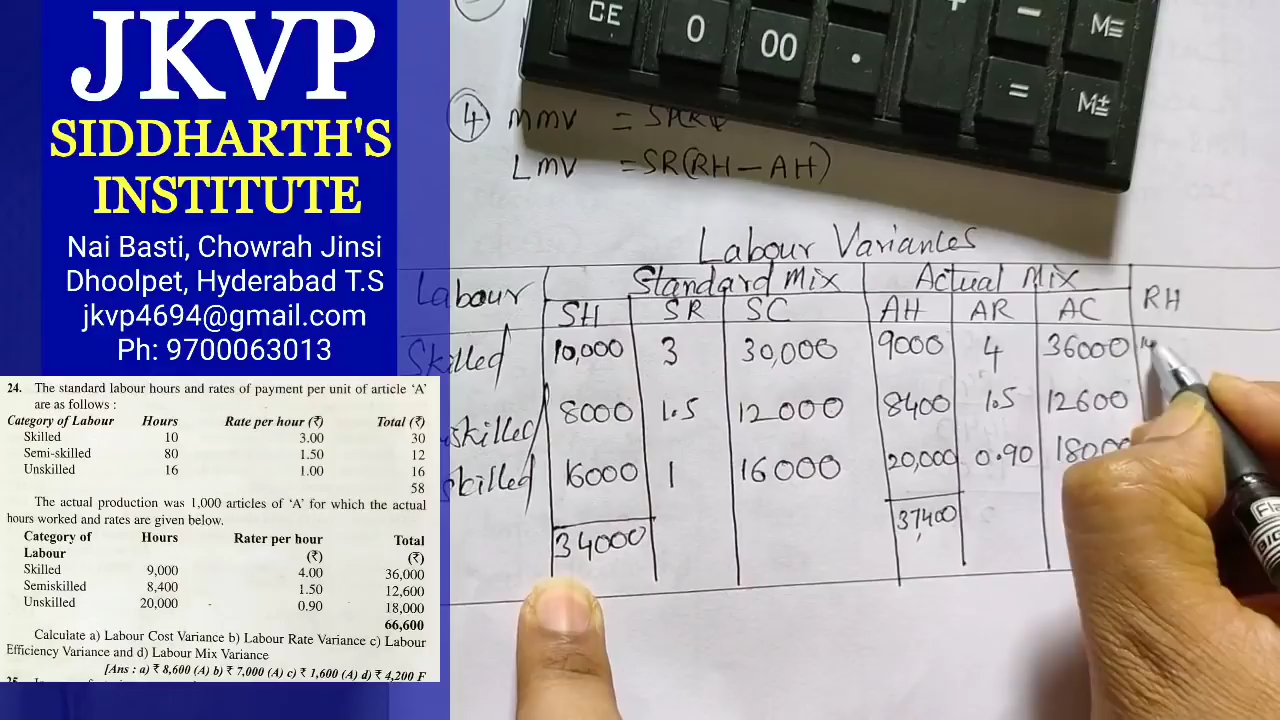 JKVP
SIDDHARTH'S
INSTITUTE
Nai Basti, Chowrah Jinsi
Dhoolpet, Hyderabad T.S
jkvp4694@gmail.com
Ph: 9700063013
24. The standard labour hours and rates of payment per unit of article 'A'
are as follows :
Category of Labour Hours Rate per hour (₹) Total (₹)
Skilled 10 3.00 30
Semi-skilled 80 1.50 12
Unskilled 16 1.00 16
58
The actual production was 1,000 articles of 'A' for which the actual
hours worked and rates are given below.
Category of Hours Rater per hour Total
Labour (₹) (₹)
Skilled 9,000 4.00 36,000
Semiskilled 8,400 1.50 12,600
Unskilled 20,000 0.90 18,000
66,600
Calculate a) Labour Cost Variance b) Labour Rate Variance c) Labour
Efficiency Variance and d) Labour Mix Variance
[Ans : a) ₹ 8,600 (A) b) ₹ 7,000 (A) c) ₹ 1,600 (A) d) ₹ 4,200 F
CE 0 00 . + − = M= M±
4 MMV =
LMV = SR(RH − AH)
Labour Variances
Labour Standard Mix Actual Mix RH
SH SR SC AH AR AC
Skilled 10,000 3 30,000 9000 4 36000
skilled 8000 1.5 12000 8400 1.5 12600
skilled 16000 1 16000 20,000 0.90 18000
34000 37,400